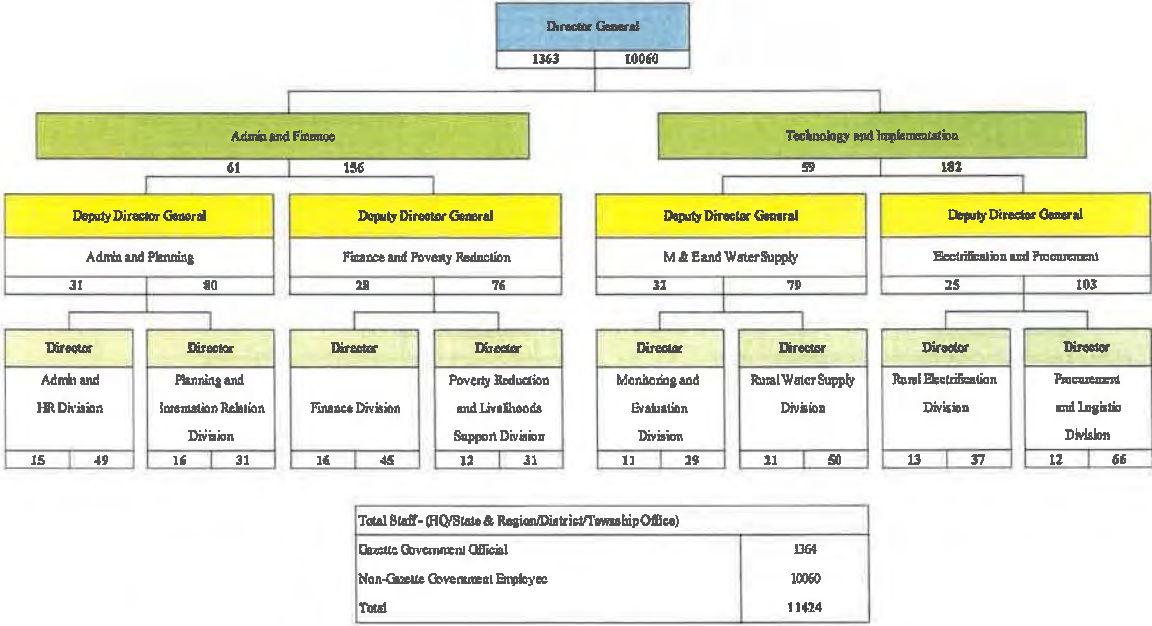 Director General
1363 10060
Admin and Finance Technology and Implementation
61 156 59 182
Deputy Director General Deputy Director General Deputy Director General Deputy Director General
Admin and Planning Finance and Poverty Reduction M & E and Water Supply Electrification and Procurement
31 80 28 76 32 79 25 103
Director Director Director Director Director Director Director Director
Admin and Planning and Poverty Reduction Monitoring and Rural Water Supply Rural Electrification Procurement
HR Division Internation Relation Finance Division and Livelihoods Evaluation Division Division and Logistic
Division Support Division Division Division
15 49 16 31 16 45 12 31 11 29 21 50 13 37 12 66
Total Staff - (HQ/State & Region/District/Township Office)
Gazette Government Official 1364
Non-Gazette Government Employee 10060
Total 11424